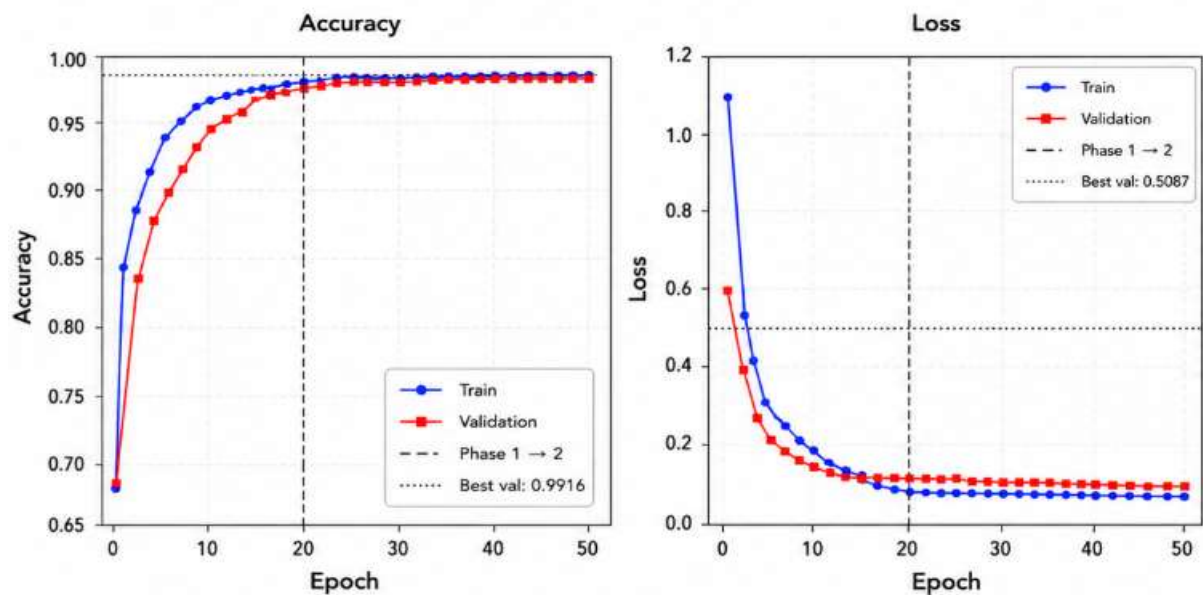 Accuracy
1.00
0.95
0.90
0.85
0.80
0.75
0.70
0.65
Accuracy
Train
Validation
Phase 1 → 2
Best val: 0.9916
0 10 20 30 40 50
Epoch
Loss
1.2
1.0
0.8
0.6
0.4
0.2
0.0
Loss
Train
Validation
Phase 1 → 2
Best val: 0.5087
0 10 20 30 40 50
Epoch